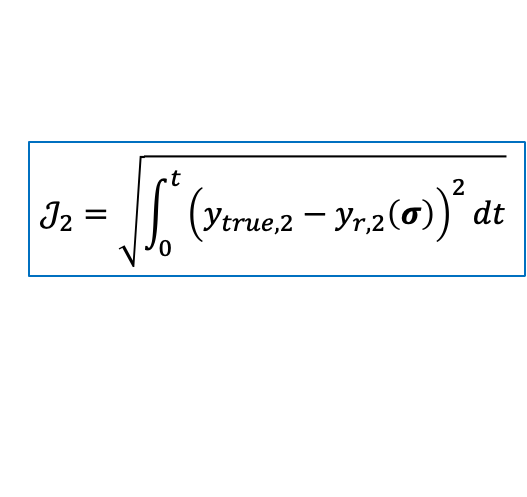 𝒥₂ = √∫₀ᵗ (y_true,2 − y_r,2(𝝈))² dt